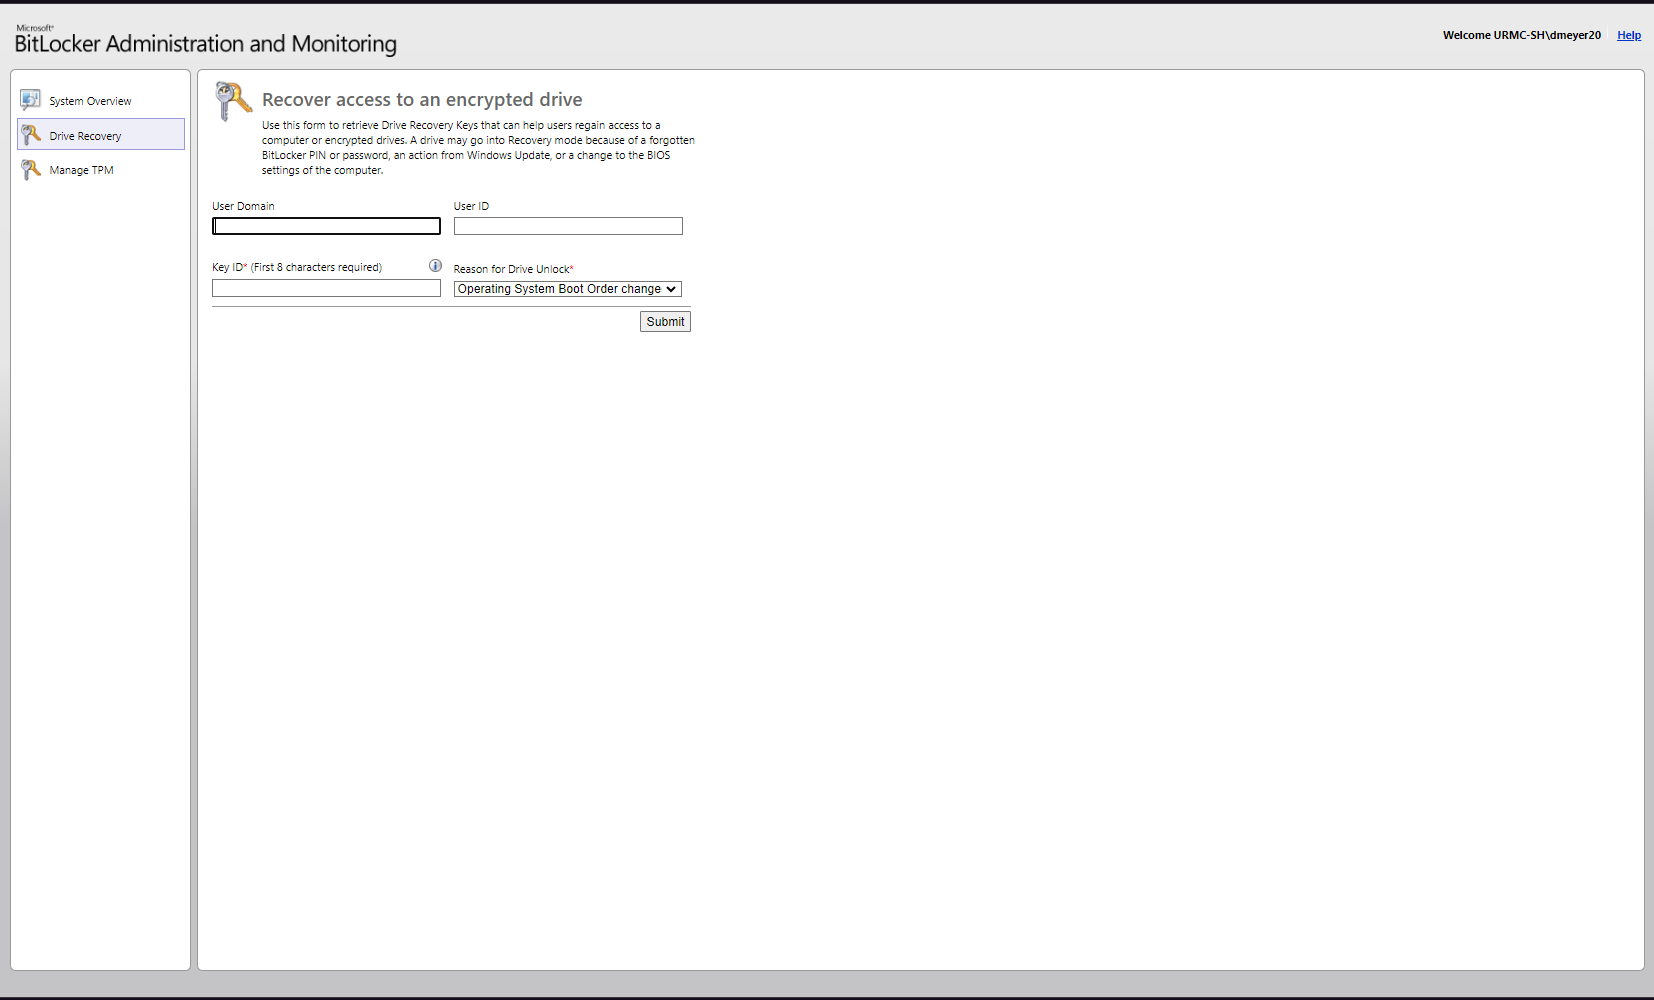 Microsoft®
BitLocker Administration and Monitoring
Welcome URMC-SH\dmeyer20
Help
System Overview
Drive Recovery
Manage TPM
Recover access to an encrypted drive
Use this form to retrieve Drive Recovery Keys that can help users regain access to a
computer or encrypted drives. A drive may go into Recovery mode because of a forgotten
BitLocker PIN or password, an action from Windows Update, or a change to the BIOS
settings of the computer.
User Domain
User ID
Key ID* (First 8 characters required)
Reason for Drive Unlock*
Operating System Boot Order change
Submit